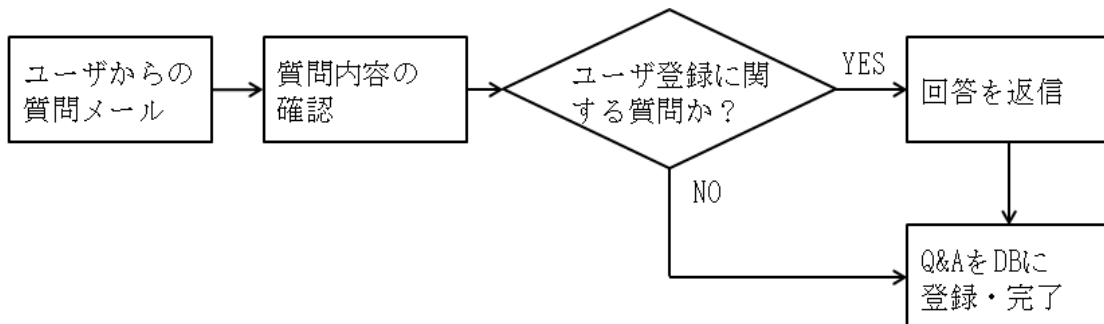 ユーザからの
質問メール
質問内容の
確認
ユーザ登録に関
する質問か？
YES
回答を返信
NO
Q&AをDBに
登録・完了